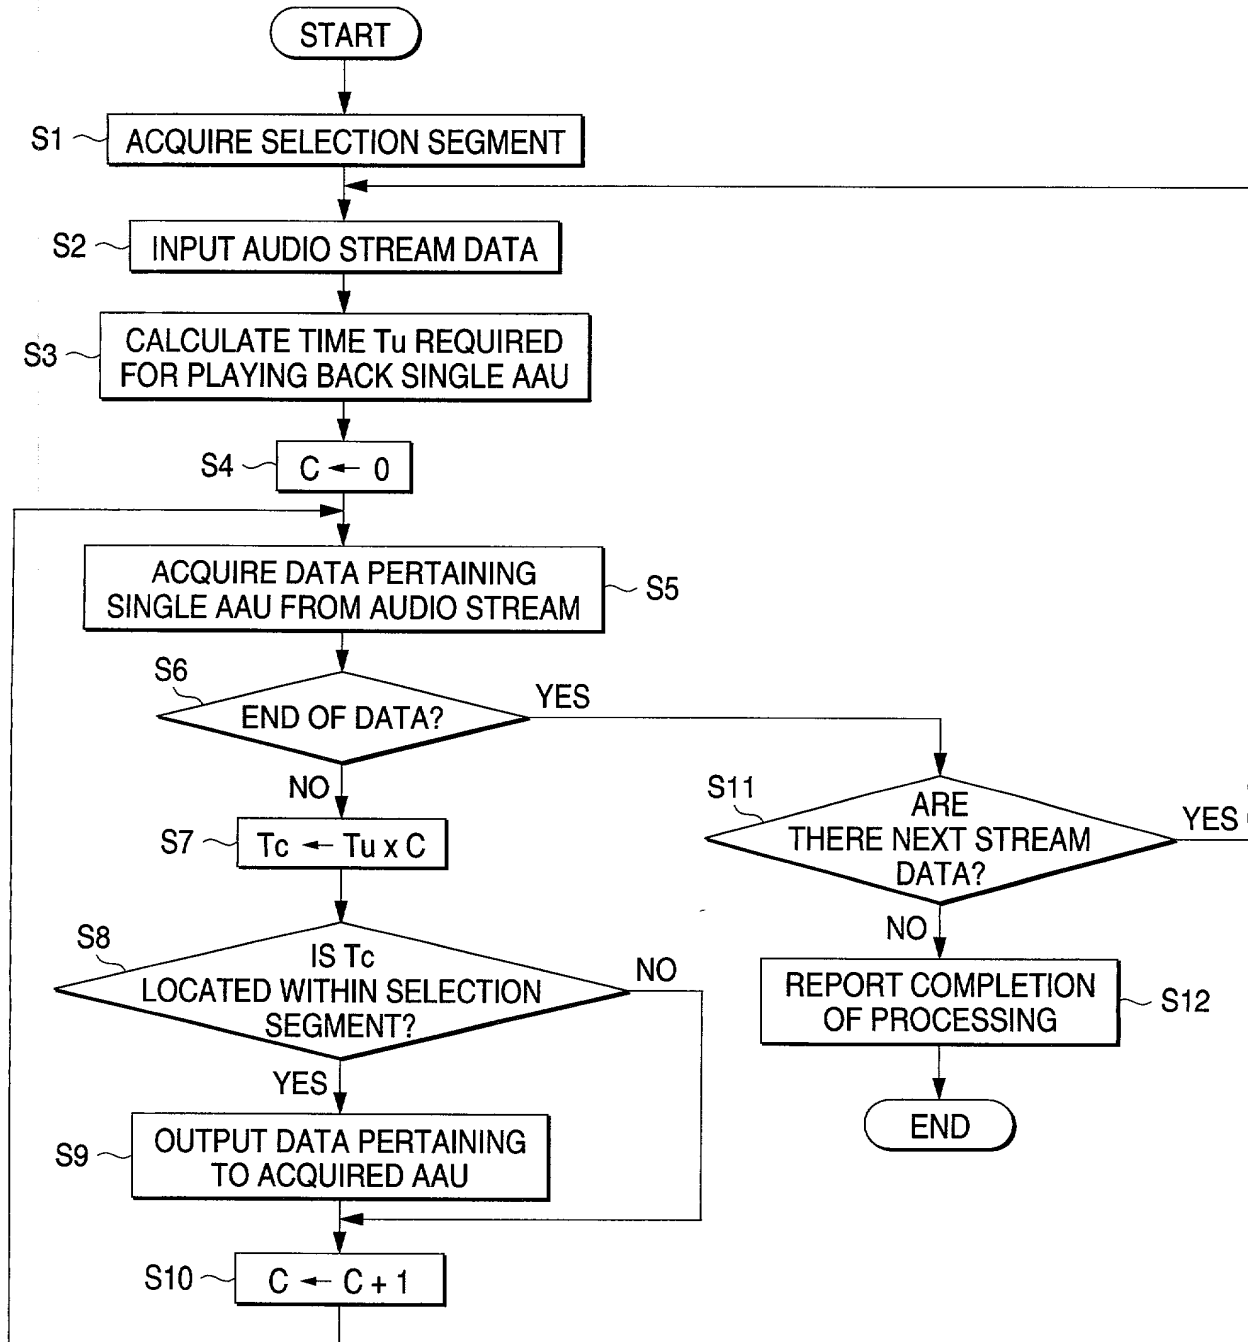 START
S1
ACQUIRE SELECTION SEGMENT
S2
INPUT AUDIO STREAM DATA
S3
CALCULATE TIME Tu REQUIRED
FOR PLAYING BACK SINGLE AAU
S4
C ← 0
ACQUIRE DATA PERTAINING
SINGLE AAU FROM AUDIO STREAM
S5
S6
END OF DATA?
YES
NO
S7
Tc ← Tu x C
S8
IS Tc
LOCATED WITHIN SELECTION
SEGMENT?
NO
YES
S9
OUTPUT DATA PERTAINING
TO ACQUIRED AAU
S10
C ← C + 1
S11
ARE
THERE NEXT STREAM
DATA?
YES
NO
REPORT COMPLETION
OF PROCESSING
S12
END